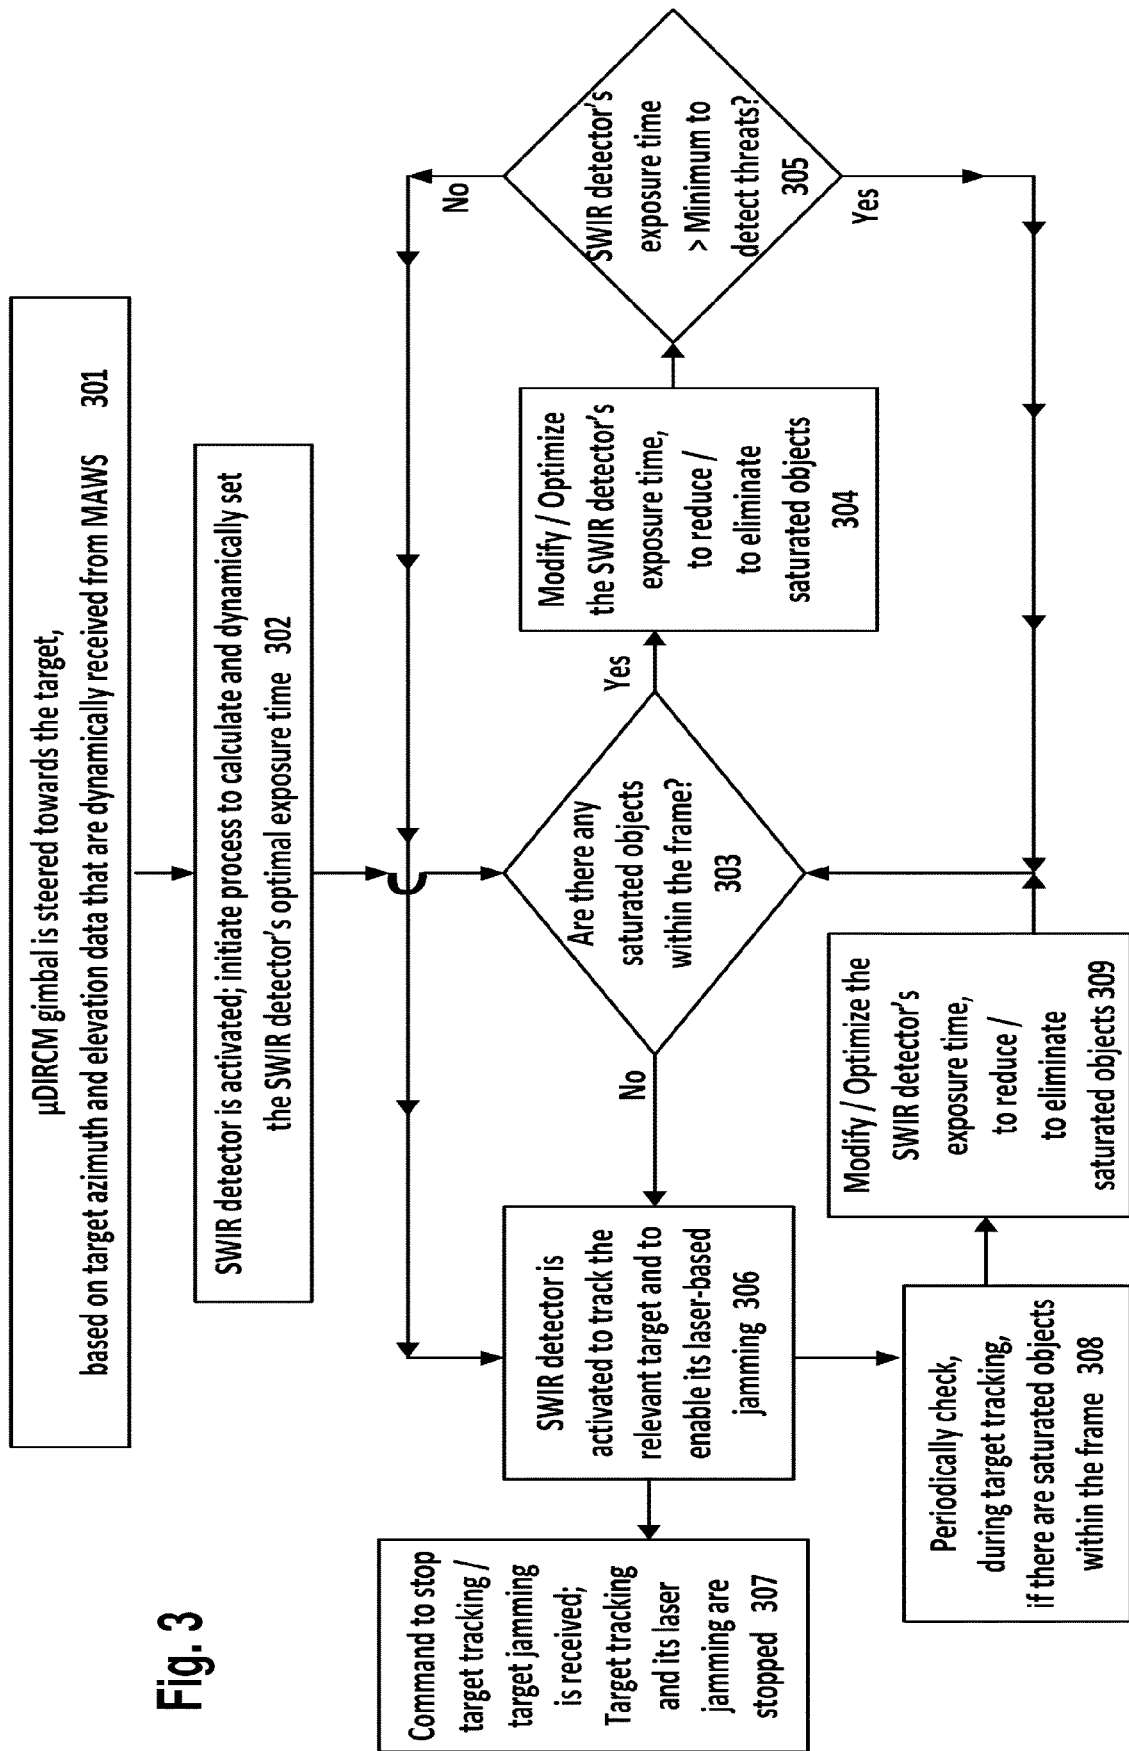 µDIRCM gimbal is steered towards the target,
based on target azimuth and elevation data that are dynamically received from MAWS 301
SWIR detector is activated; initiate process to calculate and dynamically set
the SWIR detector's optimal exposure time 302
Are there any
saturated objects
within the frame?
303
Yes
No
Modify / Optimize
the SWIR detector's
exposure time,
to reduce /
to eliminate
saturated objects
304
SWIR detector's
exposure time
> Minimum to
detect threats?
305
No
Yes
SWIR detector is
activated to track the
relevant target and to
enable its laser-based
jamming 306
Command to stop
target tracking /
target jamming
is received;
Target tracking
and its laser
jamming are
stopped 307
Periodically check,
during target tracking,
if there are saturated objects
within the frame 308
Modify / Optimize the
SWIR detector's
exposure time,
to reduce /
to eliminate
saturated objects 309
Fig. 3